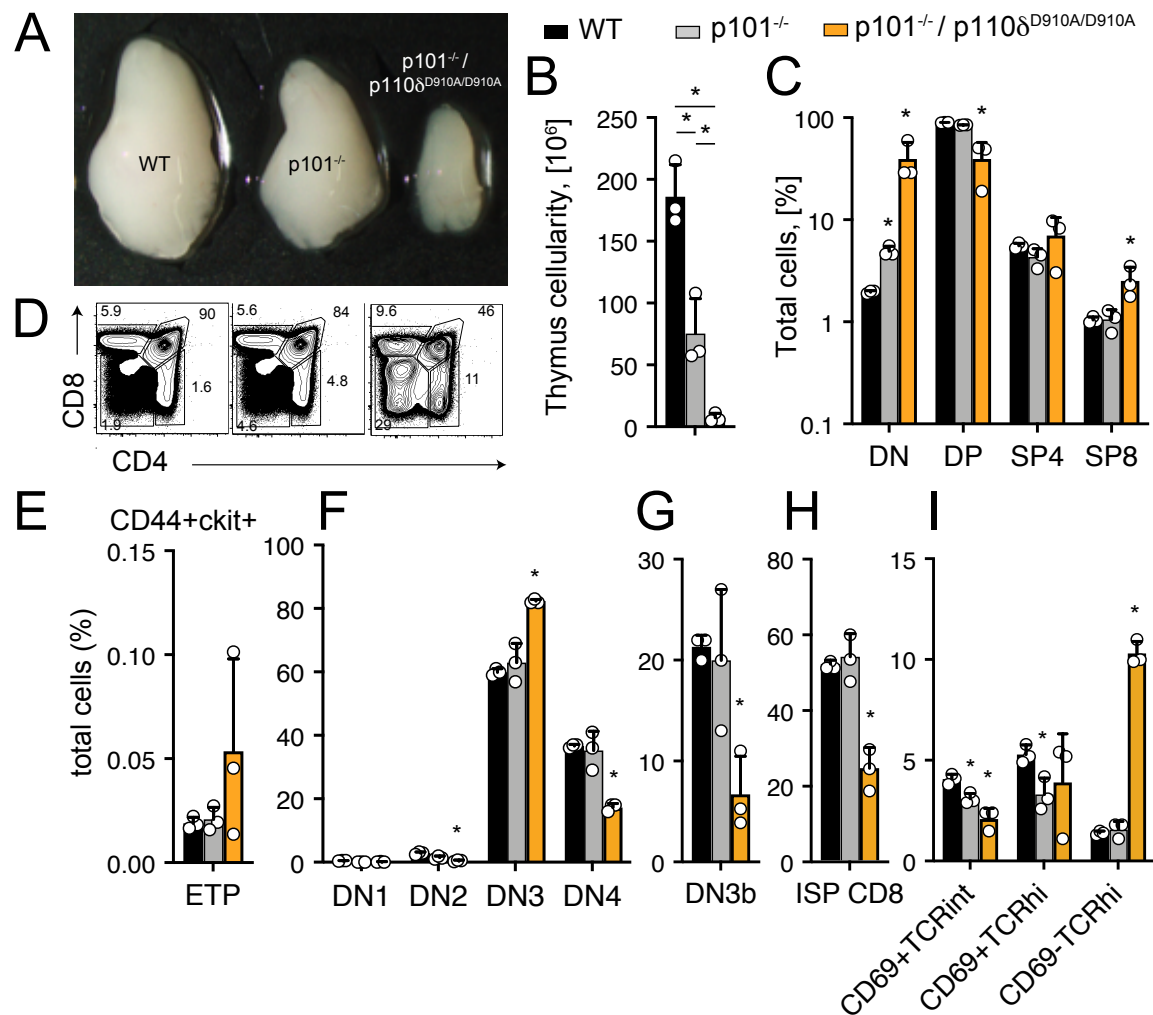 A
WT
p101-/-
p101-/- /
p110δD910A/D910A
WT
p101-/-
p101-/- / p110δD910A/D910A
B
Thymus cellularity, [10⁶]
250
200
150
100
50
0
*
*
*
C
Total cells, [%]
100
10
1
0.1
*
*
*
*
DN
DP
SP4
SP8
D
CD8
5.9
90
1.6
1.9
5.6
84
4.8
4.6
9.6
46
11
29
CD4
E
CD44+ckit+
total cells (%)
0.15
0.10
0.05
0.00
ETP
F
100
80
60
40
20
0
*
*
*
DN1
DN2
DN3
DN4
G
30
20
10
0
*
DN3b
H
80
60
40
20
0
*
ISP CD8
I
15
10
5
0
*
*
*
*
CD69+TCRint
CD69+TCRhi
CD69-TCRhi